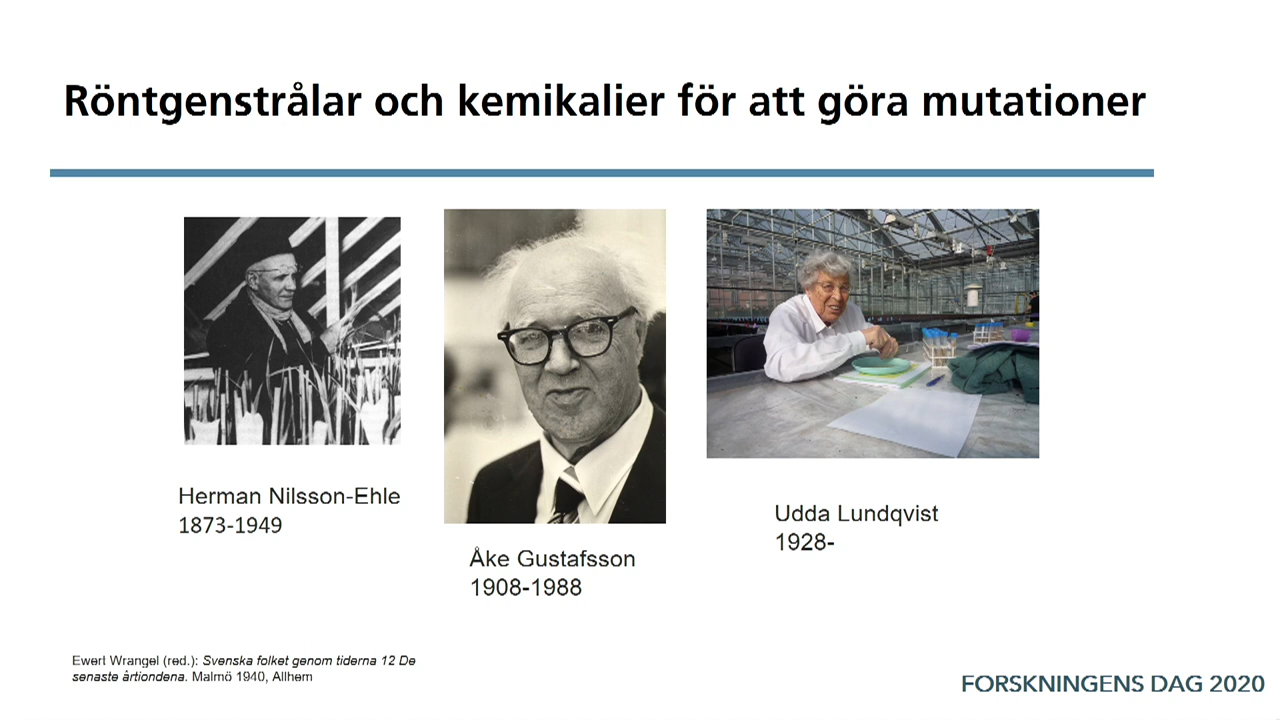 Röntgenstrålar och kemikalier för att göra mutationer
Herman Nilsson-Ehle
1873-1949
Åke Gustafsson
1908-1988
Udda Lundqvist
1928-
Ewert Wrangel (red.): Svenska folket genom tiderna 12 De
senaste årtiondena. Malmö 1940, Allhem
FORSKNINGENS DAG 2020